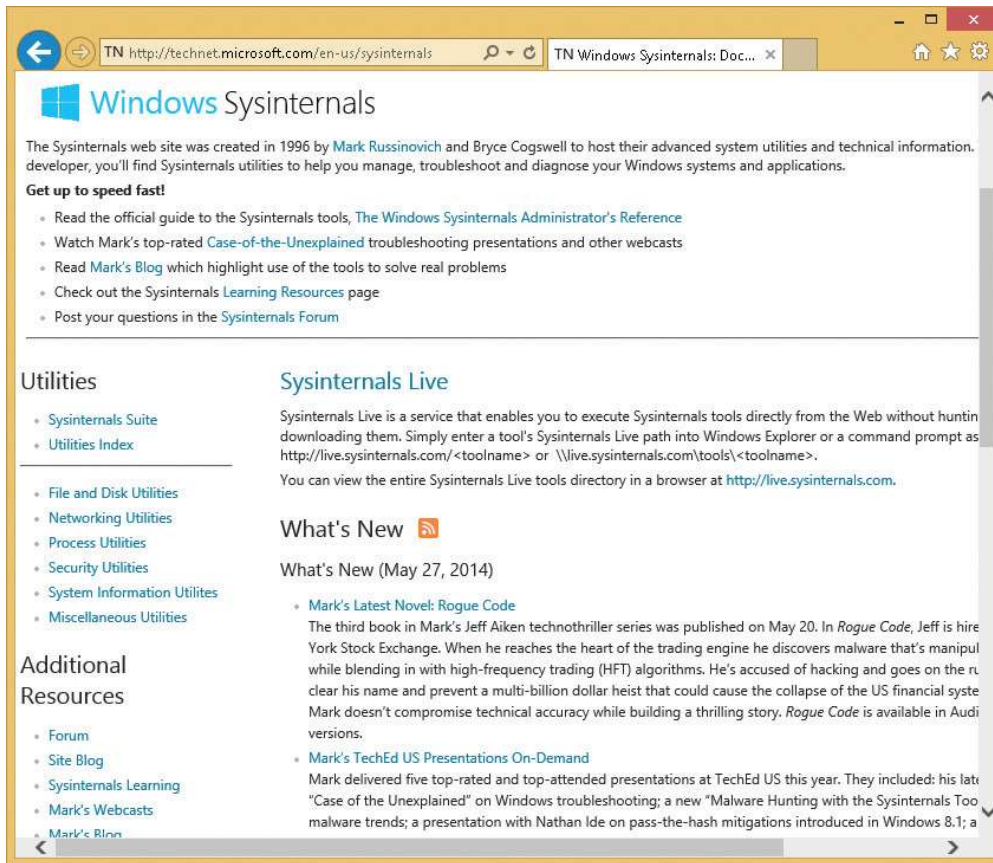 TN http://technet.microsoft.com/en-us/sysinternals
TN Windows Sysinternals: Doc...
Windows Sysinternals
The Sysinternals web site was created in 1996 by Mark Russinovich and Bryce Cogswell to host their advanced system utilities and technical information.
developer, you'll find Sysinternals utilities to help you manage, troubleshoot and diagnose your Windows systems and applications.
Get up to speed fast!
Read the official guide to the Sysinternals tools, The Windows Sysinternals Administrator's Reference
Watch Mark's top-rated Case-of-the-Unexplained troubleshooting presentations and other webcasts
Read Mark's Blog which highlight use of the tools to solve real problems
Check out the Sysinternals Learning Resources page
Post your questions in the Sysinternals Forum
Utilities
Sysinternals Suite
Utilities Index
File and Disk Utilities
Networking Utilities
Process Utilities
Security Utilities
System Information Utilites
Miscellaneous Utilities
Additional
Resources
Forum
Site Blog
Sysinternals Learning
Mark's Webcasts
Mark's Blog
Sysinternals Live
Sysinternals Live is a service that enables you to execute Sysinternals tools directly from the Web without huntin
downloading them. Simply enter a tool's Sysinternals Live path into Windows Explorer or a command prompt as
http://live.sysinternals.com/<toolname> or \\live.sysinternals.com\tools\<toolname>.
You can view the entire Sysinternals Live tools directory in a browser at http://live.sysinternals.com.
What's New
What's New (May 27, 2014)
Mark's Latest Novel: Rogue Code
The third book in Mark's Jeff Aiken technothriller series was published on May 20. In Rogue Code, Jeff is hire
York Stock Exchange. When he reaches the heart of the trading engine he discovers malware that's manipul
while blending in with high-frequency trading (HFT) algorithms. He's accused of hacking and goes on the ru
clear his name and prevent a multi-billion dollar heist that could cause the collapse of the US financial syste
Mark doesn't compromise technical accuracy while building a thrilling story. Rogue Code is available in Audi
versions.
Mark's TechEd US Presentations On-Demand
Mark delivered five top-rated and top-attended presentations at TechEd US this year. They included: his late
"Case of the Unexplained" on Windows troubleshooting; a new "Malware Hunting with the Sysinternals Too
malware trends; a presentation with Nathan Ide on pass-the-hash mitigations introduced in Windows 8.1; a